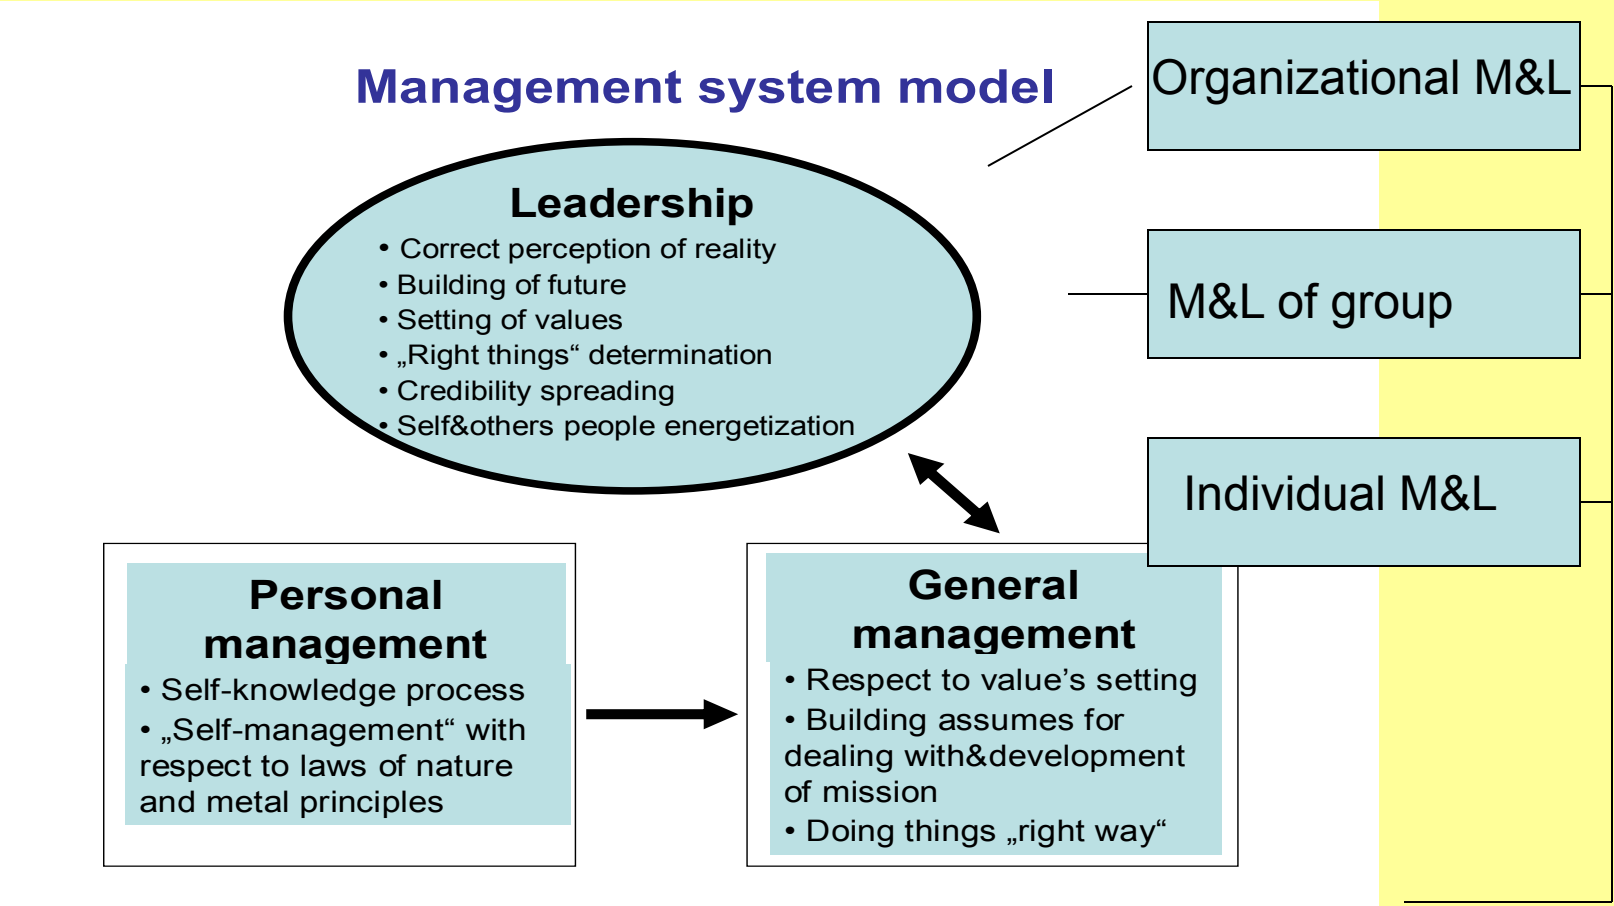 Management system model
Organizational M&L
Leadership
• Correct perception of reality
• Building of future
• Setting of values
• „Right things“ determination
• Credibility spreading
• Self&others people energetization
M&L of group
Individual M&L
Personal
management
• Self-knowledge process
• „Self-management“ with
respect to laws of nature
and metal principles
General
management
• Respect to value’s setting
• Building assumes for
dealing with&development
of mission
• Doing things „right way“